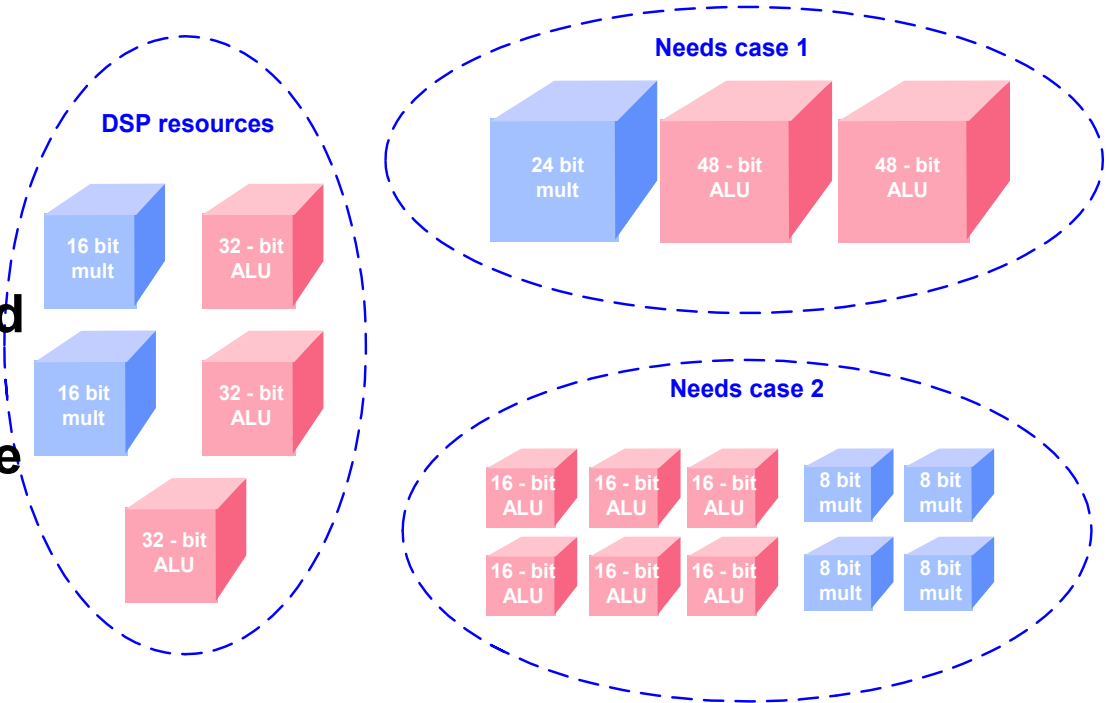 DSP resources
16 bit
mult
32 - bit
ALU
d
16 bit
mult
32 - bit
ALU
e
32 - bit
ALU
Needs case 1
24 bit
mult
48 - bit
ALU
48 - bit
ALU
Needs case 2
16 - bit
ALU
16 - bit
ALU
16 - bit
ALU
8 bit
mult
8 bit
mult
16 - bit
ALU
16 - bit
ALU
16 - bit
ALU
8 bit
mult
8 bit
mult